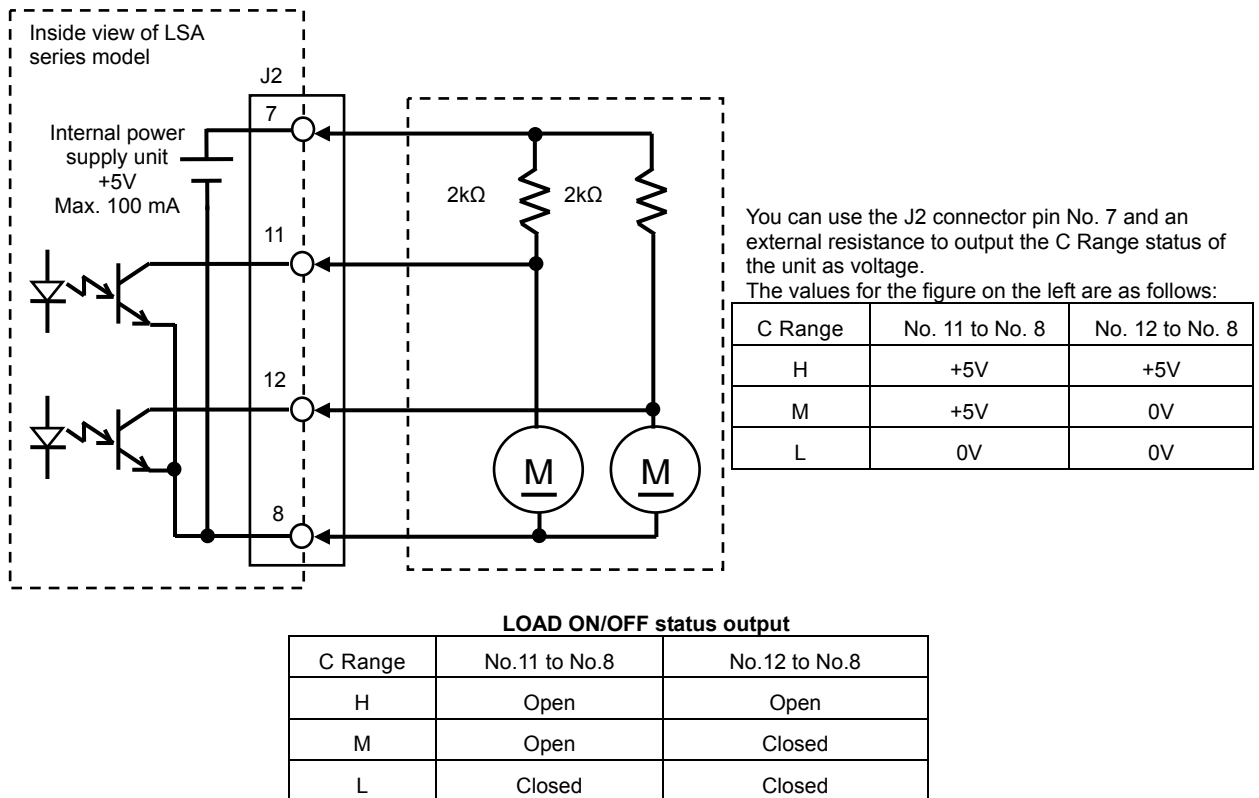 Inside view of LSA
series model
J2
7
Internal power
supply unit
+5V
Max. 100 mA
2kΩ
2kΩ
11
12
8
M
M
You can use the J2 connector pin No. 7 and an
external resistance to output the C Range status of
the unit as voltage.
The values for the figure on the left are as follows:
C Range No. 11 to No. 8 No. 12 to No. 8
H +5V +5V
M +5V 0V
L 0V 0V
LOAD ON/OFF status output
C Range No.11 to No.8 No.12 to No.8
H Open Open
M Open Closed
L Closed Closed